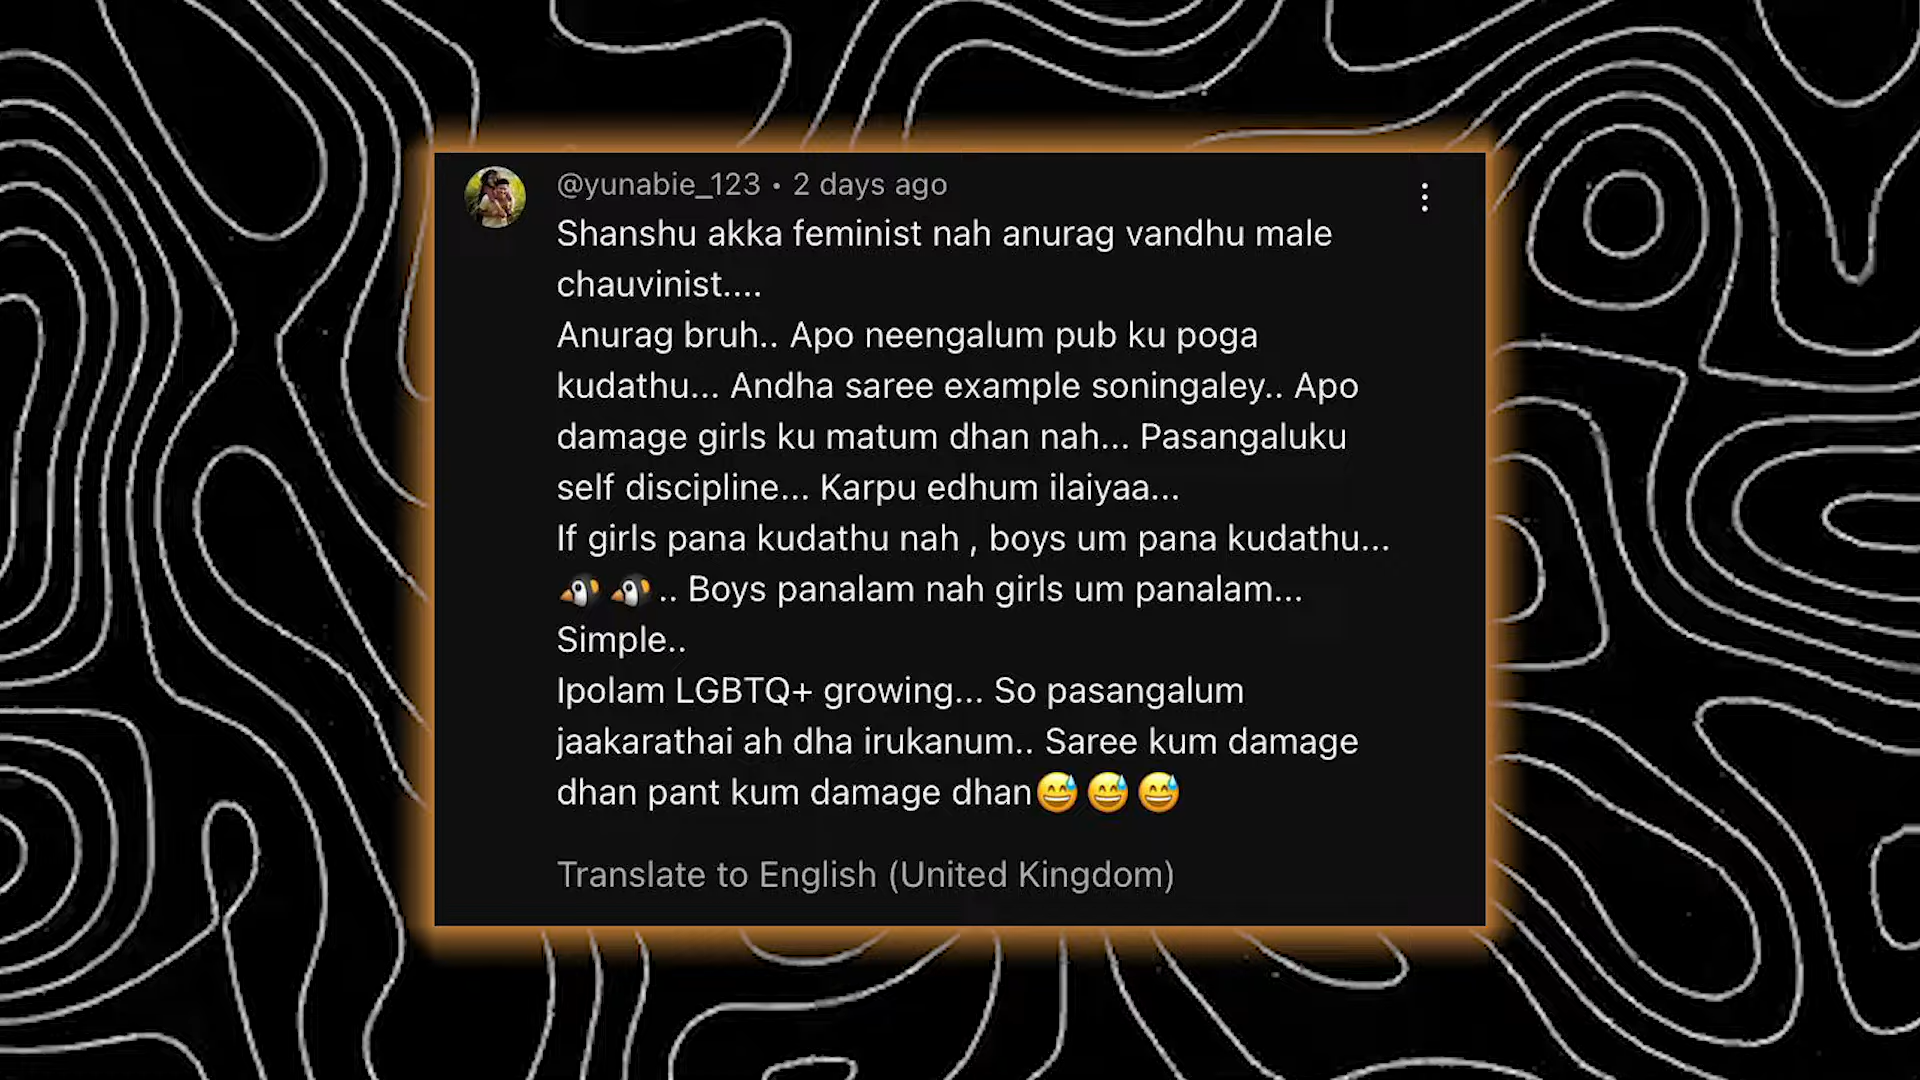 @yunabie_123 • 2 days ago
Shanshu akka feminist nah anurag vandhu male
chauvinist....
Anurag bruh.. Apo neengalum pub ku poga
kudathu... Andha saree example soningaley.. Apo
damage girls ku matum dhan nah... Pasangaluku
self discipline... Karpu edhum ilaiyaa...
If girls pana kudathu nah , boys um pana kudathu...
🐧🐧.. Boys panalam nah girls um panalam...
Simple..
Ipolam LGBTQ+ growing... So pasangalum
jaakarathai ah dha irukanum.. Saree kum damage
dhan pant kum damage dhan😅😅😅
Translate to English (United Kingdom)